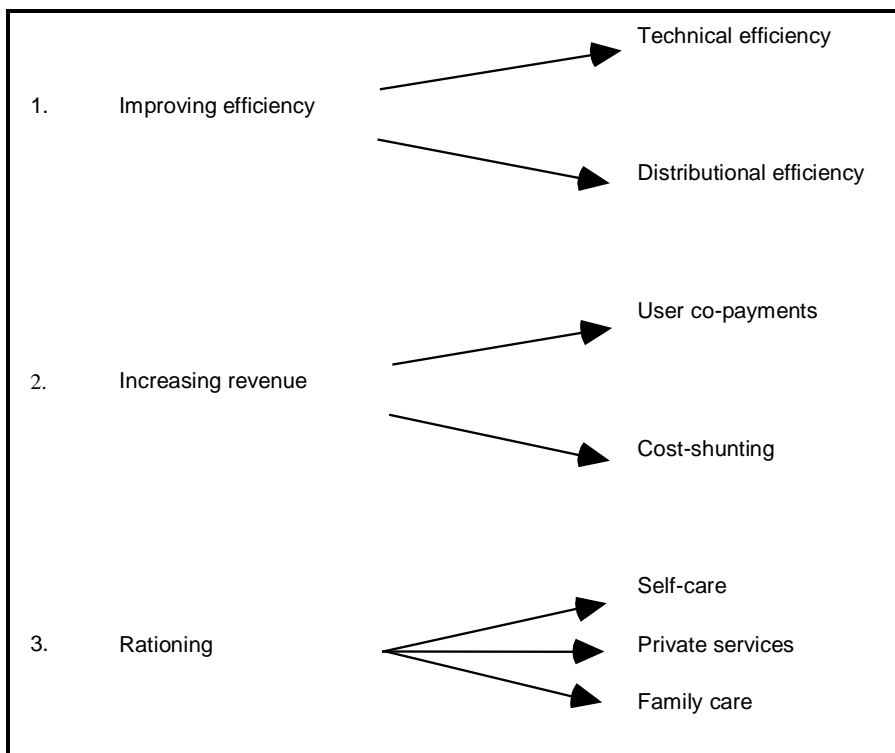 Technical efficiency
1. Improving efficiency
Distributional efficiency
User co-payments
2. Increasing revenue
Cost-shunting
Self-care
3. Rationing
Private services
Family care